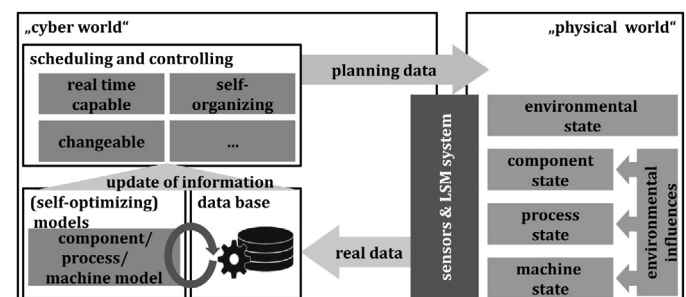 „cyber world“
scheduling and controlling
real time
capable
self-
organizing
changeable
...
update of information
(self-optimizing)
models
component/
process/
machine model
data base
planning data
real data
sensors & LSM system
„physical world“
environmental
state
component
state
process
state
machine
state
environmental
influences